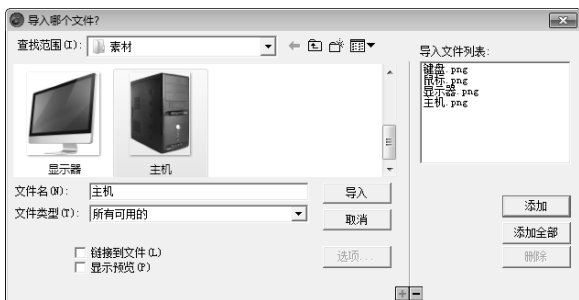 导入哪个文件?
查找范围(I): 素材
导入文件列表:
键盘.png
鼠标.png
显示器.png
主机.png
显示器 主机
文件名(N): 主机 导入
文件类型(T): 所有可用的 取消
添加
添加全部
链接到文件(L) 选项... 删除
显示预览(P)